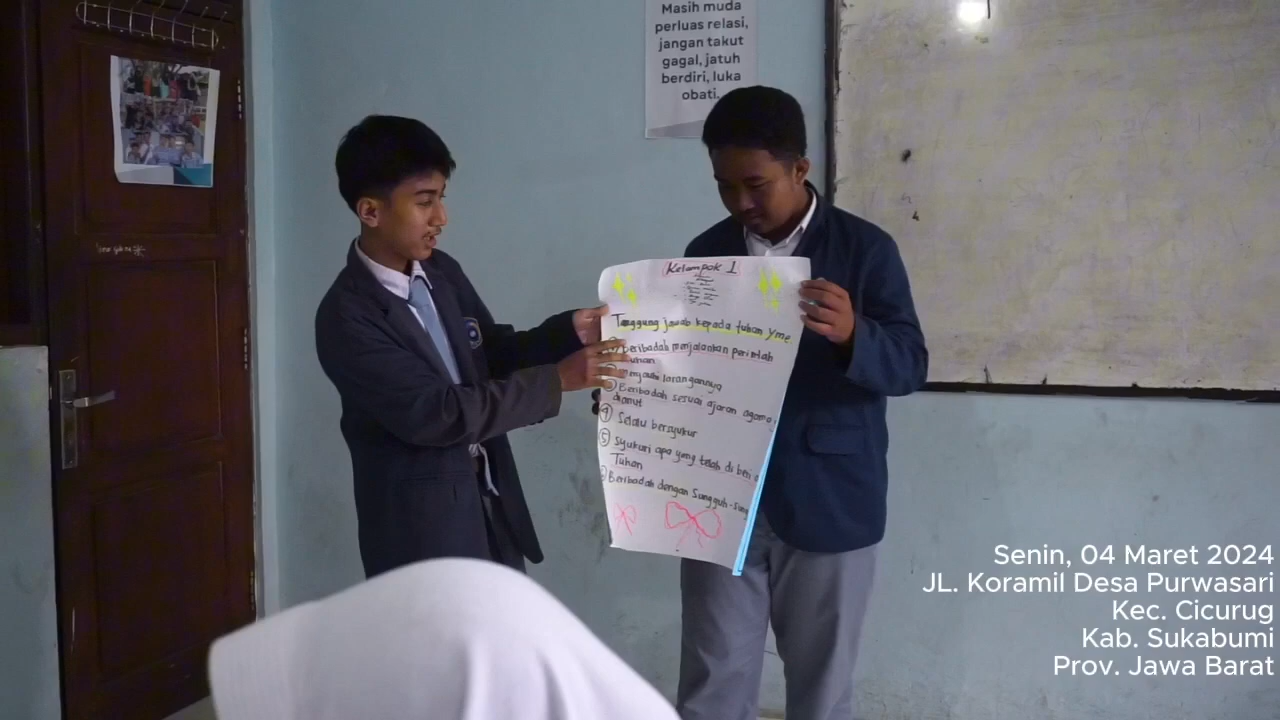 Masih muda
perluas relasi,
jangan takut
gagal, jatuh
berdiri, luka
obati.
Kelompok 1
Tanggung jawab kepada tuhan yme
Beribadah menjalankan perintah
tuhan
menjauhi larangannya
Beribadah sesuai ajaran agama
dianut
4 Selalu bersyukur
5 Syukuri apa yang telah di beri
Tuhan
Beribadah dengan Sungguh-sung
Senin, 04 Maret 2024
JL. Koramil Desa Purwasari
Kec. Cicurug
Kab. Sukabumi
Prov. Jawa Barat